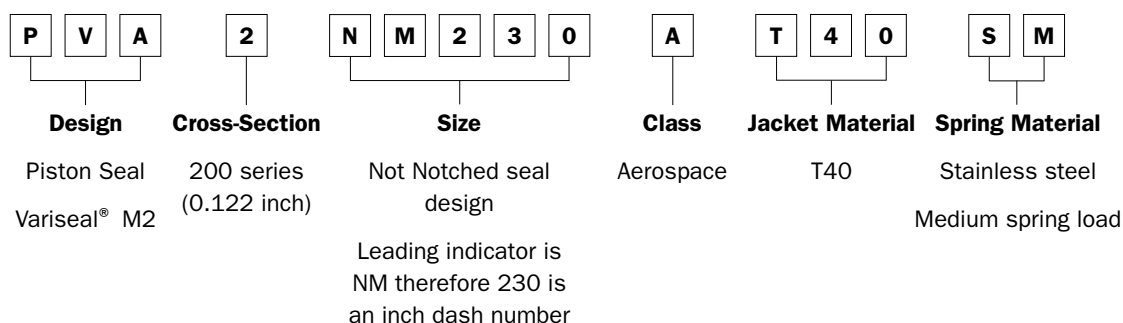 P V A 2 N M 2 3 0 A T 4 0 S M
Design Cross-Section Size Class Jacket Material Spring Material
Piston Seal 200 series Not Notched seal Aerospace T40 Stainless steel
Variseal® M2 (0.122 inch) design Medium spring load
Leading indicator is
NM therefore 230 is
an inch dash number